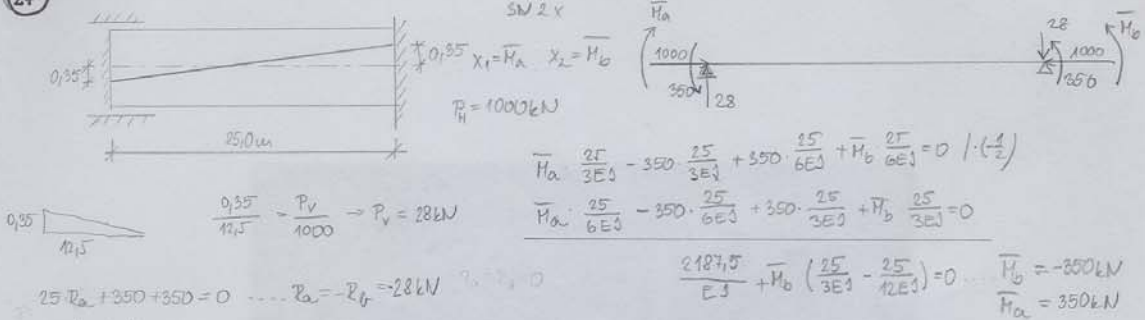 27
SN 2x
0,35
0,35
25,0m
X₁ = M̅a X₂ = M̅b
P_H = 1000kN
M̅a
1000
350
28
28
M̅b
1000
350
M̅a · 25/3EJ - 350 · 25/3EJ + 350 · 25/6EJ + M̅b 25/6EJ = 0 / · (-1/2)
M̅a · 25/6EJ - 350 · 25/6EJ + 350 · 25/3EJ + M̅b 25/3EJ = 0
0,35
12,5
0,35/12,5 = Pv/1000 → Pv = 28kN
2187,5/EJ + M̅b (25/3EJ - 25/12EJ) = 0
M̅b = -350kN
M̅a = 350kN
25·Ra + 350 + 350 = 0 .... Ra = -Rb = -28kN